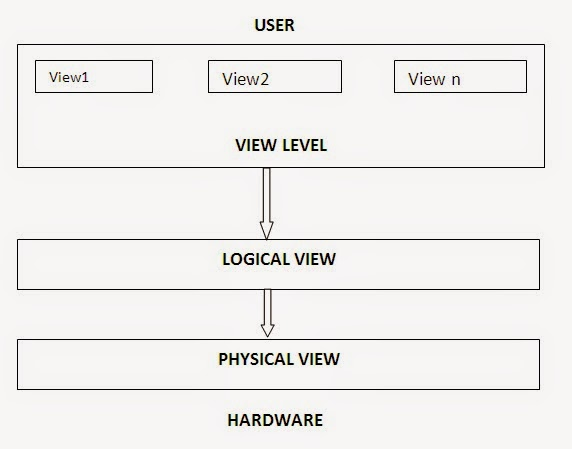 USER
View1
View2
View n
VIEW LEVEL
LOGICAL VIEW
PHYSICAL VIEW
HARDWARE